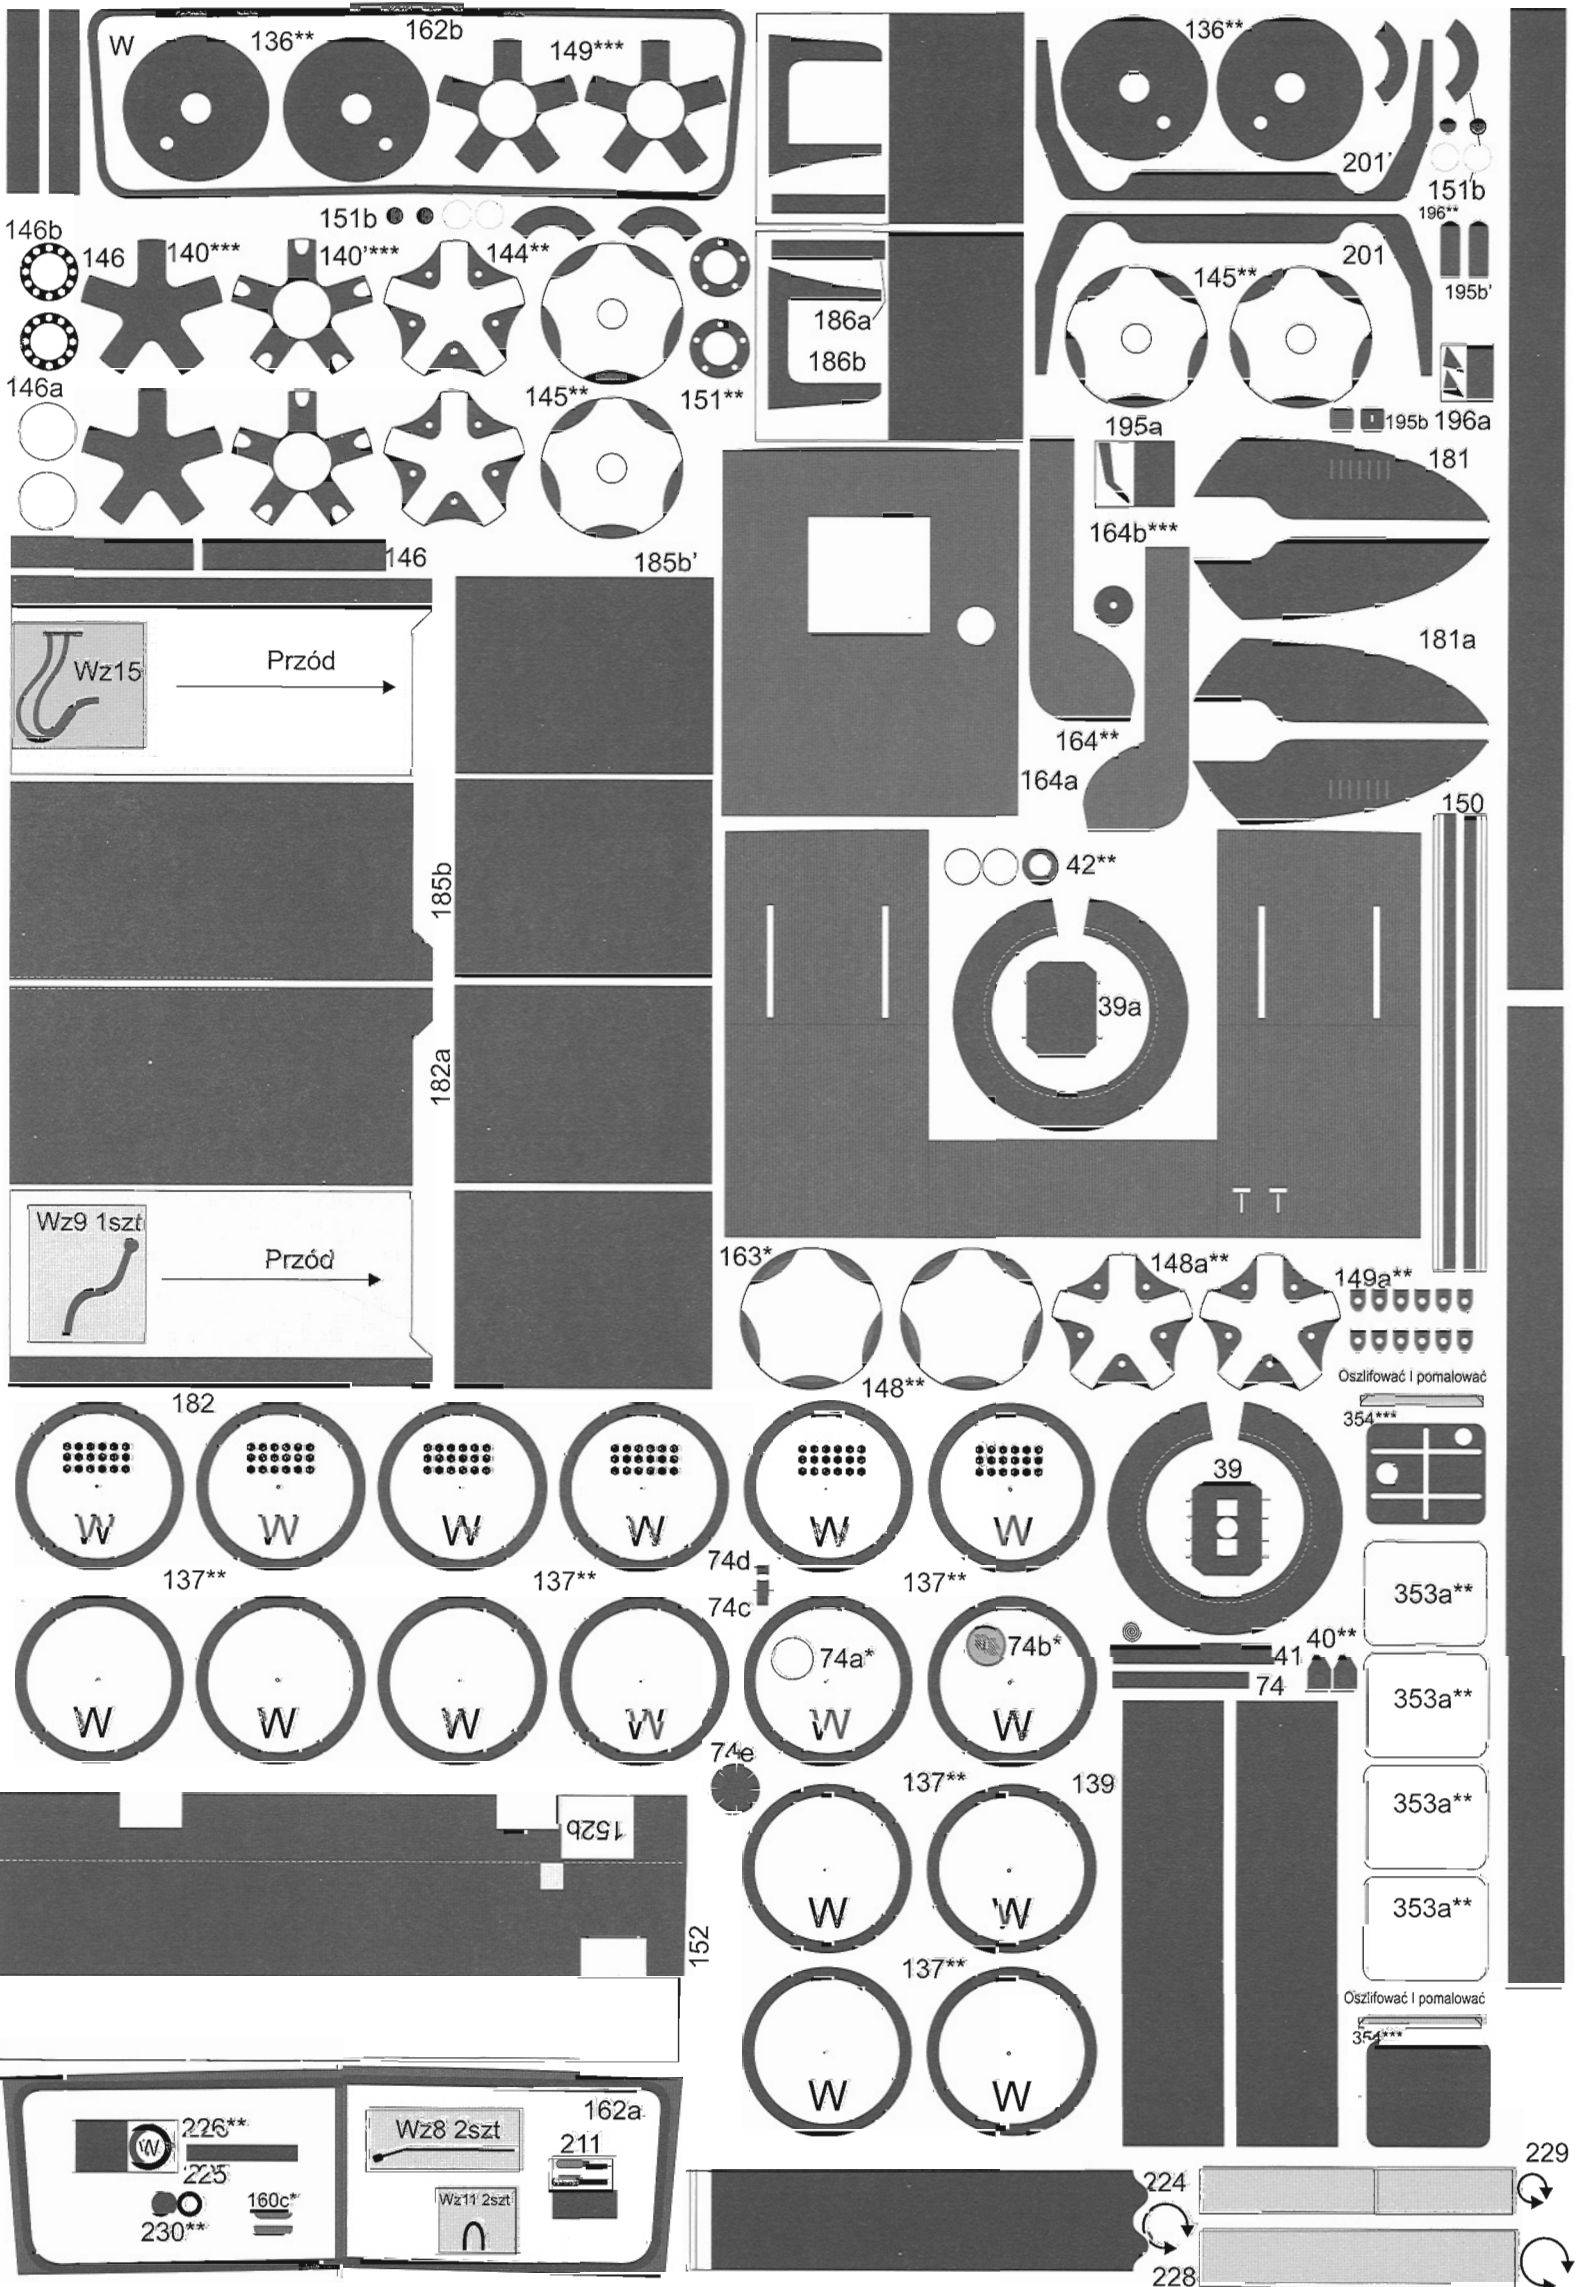 W
136**
162b
149***
136**
201'
151b
196**
151b
146b
146
140***
140'***
144**
186a
186b
201
145**
195b'
146a
145**
151**
195a
195b
196a
181
164b***
146
185b'
Wz15
Przód
181a
164**
164a
150
42**
185b
39a
182a
Wz9 1szt
Przód
163*
148a**
149a**
148**
Oszlifować I pomalować
354***
182
39
W
W
W
W
W
W
137**
137**
74d
137**
74c
353a**
40**
41
74
74a*
74b*
353a**
W
W
W
W
W
W
74e
137**
139
353a**
152b
W
W
353a**
152
137**
Oszlifować I pomalować
354***
W
W
162a
226**
W
Wz8 2szt
211
225
160c*
Wz11 2szt
230**
224
229
228